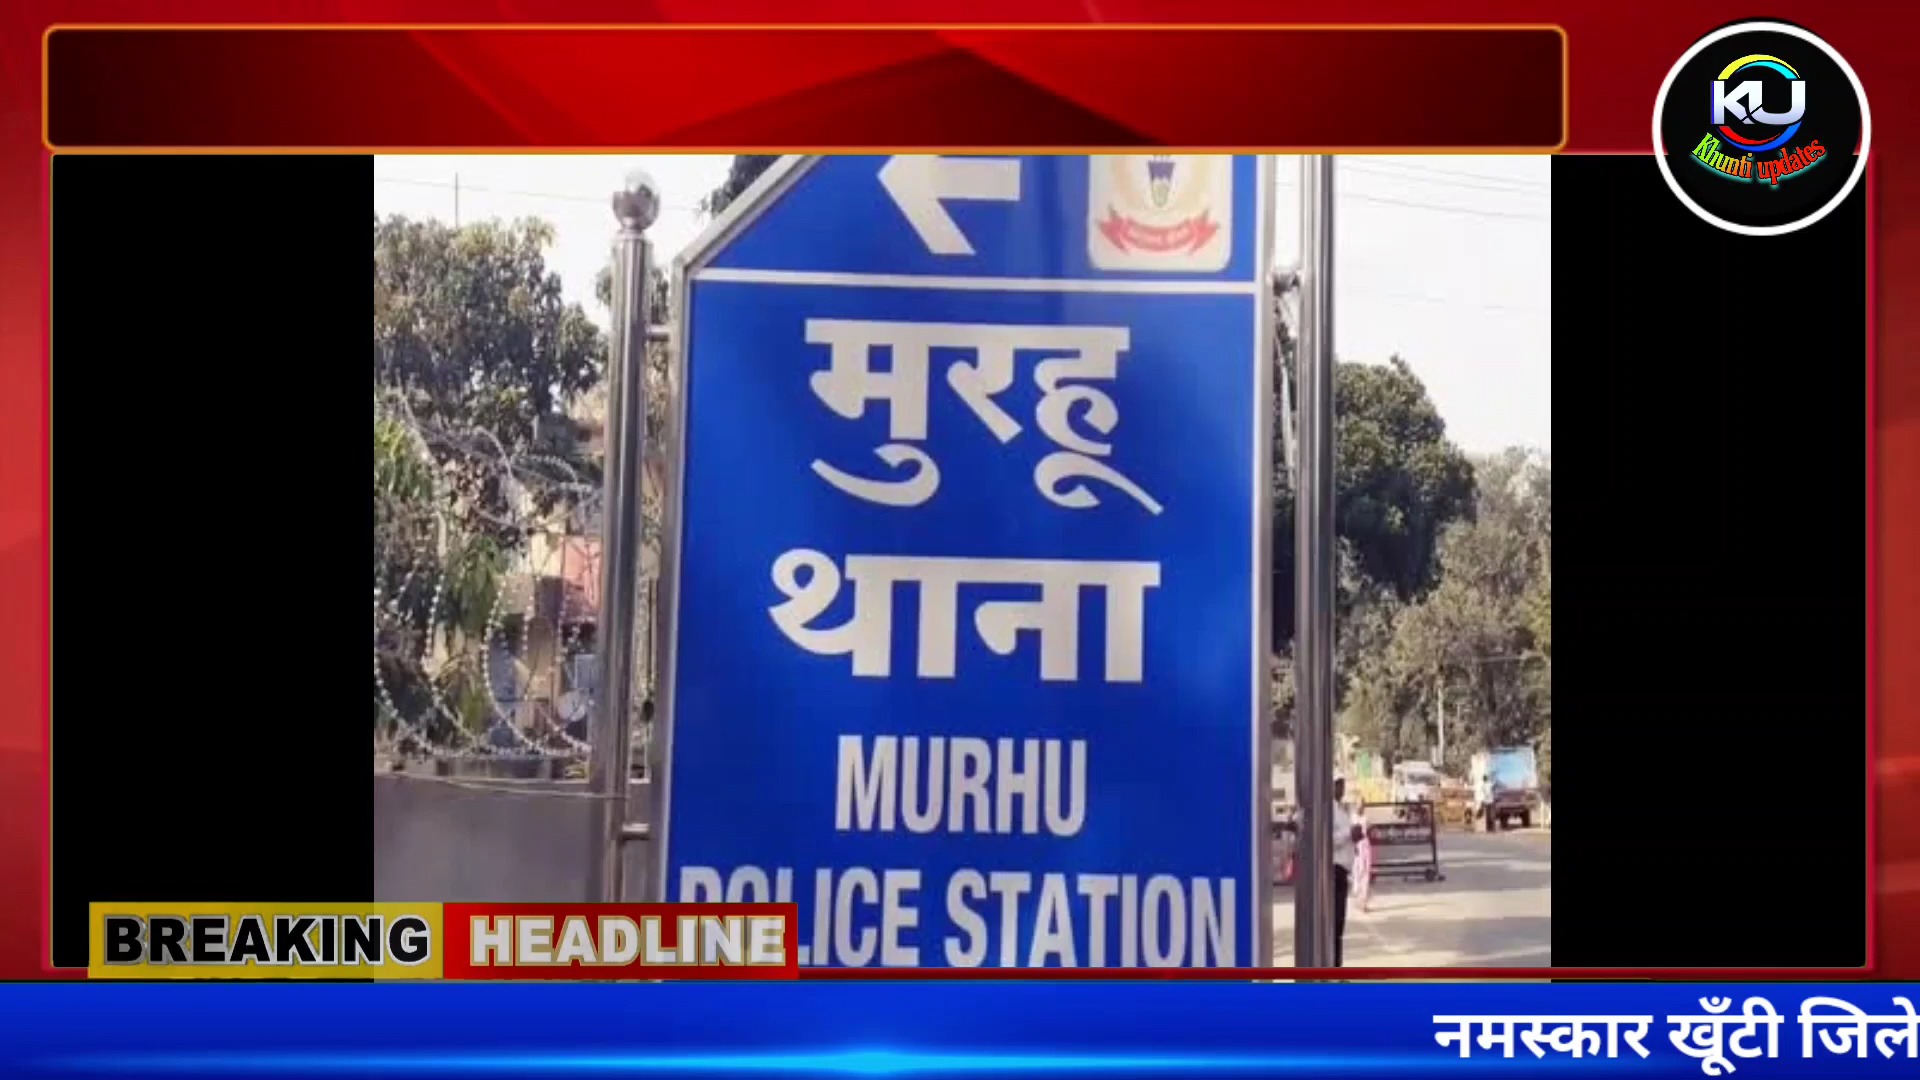 KU
Khunti updates
मुरहू
थाना
MURHU
POLICE STATION
BREAKING HEADLINE
नमस्कार खूँटी जिले